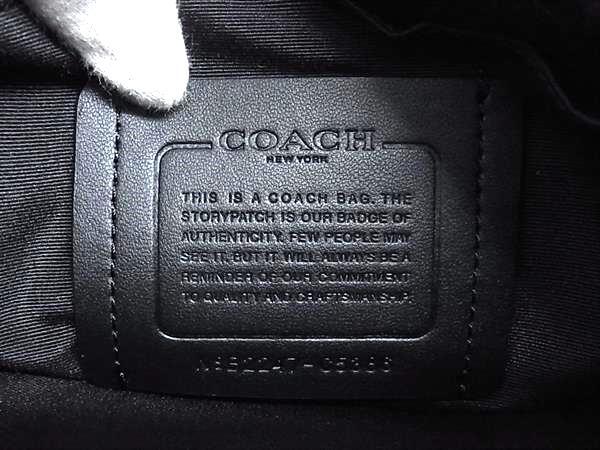 COACH
NEW YORK
THIS IS A COACH BAG. THE
STORYPATCH IS OUR BADGE OF
AUTHENTICITY. FEW PEOPLE MAY
SEE IT, BUT IT WILL ALWAYS BE A
REMINDER OF OUR COMMITMENT
TO QUALITY AND CRAFTSMANSHIP.